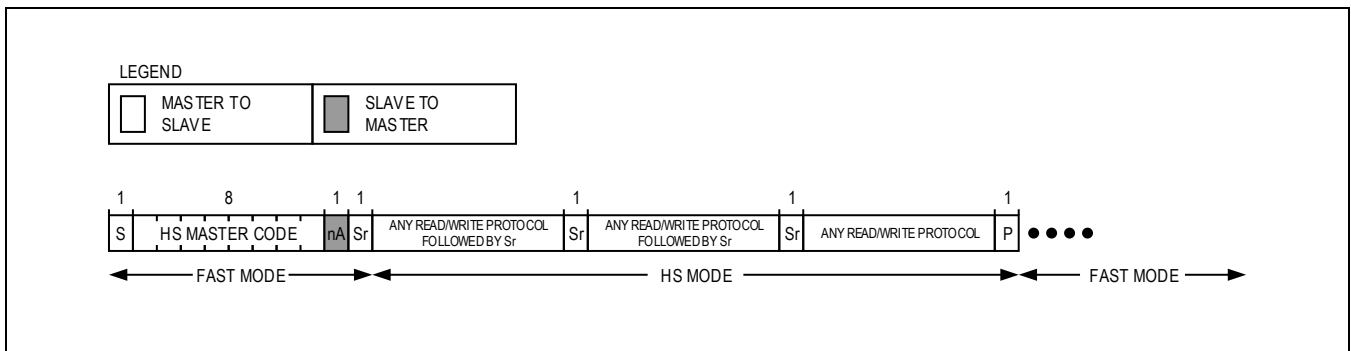 LEGEND
MASTER TO
SLAVE
SLAVE TO
MASTER
1 8 1 1 1 1 1
S HS MASTER CODE nA Sr ANY READ/WRITE PROTOCOL FOLLOWED BY Sr Sr ANY READ/WRITE PROTOCOL FOLLOWED BY Sr Sr ANY READ/WRITE PROTOCOL P
FAST MODE HS MODE FAST MODE